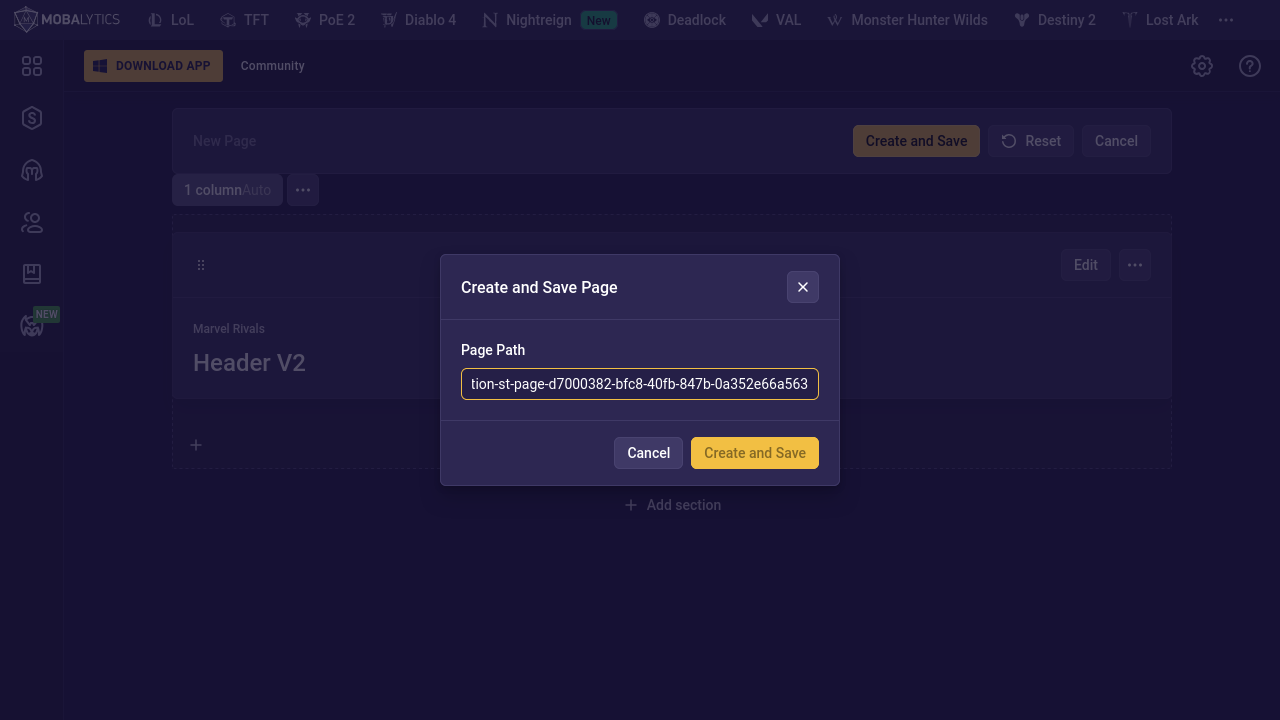 MOBALYTICS
LoL
TFT
PoE 2
Diablo 4
Nightreign
New
Deadlock
VAL
Monster Hunter Wilds
Destiny 2
Lost Ark
DOWNLOAD APP
Community
New Page
Create and Save
Reset
Cancel
1 columnAuto
Edit
NEW
Marvel Rivals
Header V2
Create and Save Page
Page Path
tion-st-page-d7000382-bfc8-40fb-847b-0a352e66a563
Cancel
Create and Save
Add section